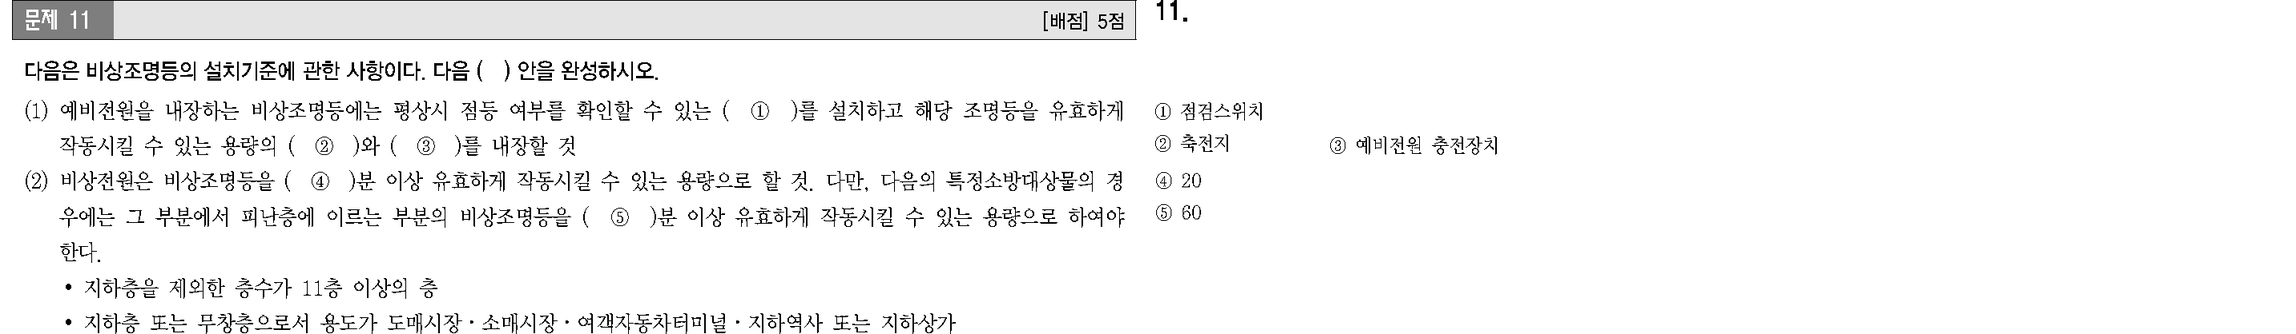 문제 11
[배점] 5점
다음은 비상조명등의 설치기준에 관한 사항이다. 다음 (   ) 안을 완성하시오.
(1) 예비전원을 내장하는 비상조명등에는 평상시 점등 여부를 확인할 수 있는 ( ① )를 설치하고 해당 조명등을 유효하게
작동시킬 수 있는 용량의 ( ② )와 ( ③ )를 내장할 것
(2) 비상전원은 비상조명등을 ( ④ )분 이상 유효하게 작동시킬 수 있는 용량으로 할 것. 다만, 다음의 특정소방대상물의 경
우에는 그 부분에서 피난층에 이르는 부분의 비상조명등을 ( ⑤ )분 이상 유효하게 작동시킬 수 있는 용량으로 하여야
한다.
• 지하층을 제외한 층수가 11층 이상의 층
• 지하층 또는 무창층으로서 용도가 도매시장·소매시장·여객자동차터미널·지하역사 또는 지하상가
11.
① 점검스위치
② 축전지 ③ 예비전원 충전장치
④ 20
⑤ 60